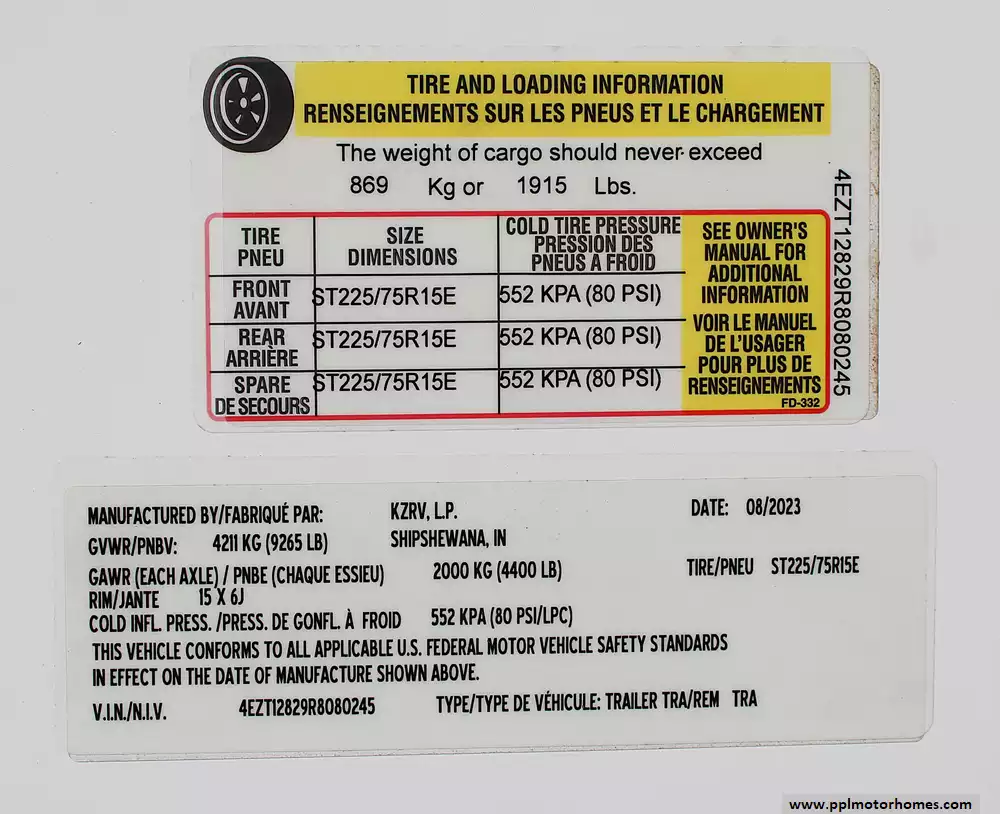 TIRE AND LOADING INFORMATION
RENSEIGNEMENTS SUR LES PNEUS ET LE CHARGEMENT
The weight of cargo should never exceed
869 Kg or 1915 Lbs.
TIRE PNEU
SIZE DIMENSIONS
COLD TIRE PRESSURE
PRESSION DES
PNEUS A FROID
FRONT AVANT
ST225/75R15E
552 KPA (80 PSI)
REAR ARRIÈRE
ST225/75R15E
552 KPA (80 PSI)
SPARE DE SECOURS
ST225/75R15E
552 KPA (80 PSI)
SEE OWNER'S
MANUAL FOR
ADDITIONAL
INFORMATION
VOIR LE MANUEL
DE L'USAGER
POUR PLUS DE
RENSEIGNEMENTS
FD-332
4EZT12829R8080245
MANUFACTURED BY/FABRIQUÉ PAR: KZRV, L.P. DATE: 08/2023
GVWR/PNBV: 4211 KG (9265 LB) SHIPSHEWANA, IN
GAWR (EACH AXLE) / PNBE (CHAQUE ESSIEU) 2000 KG (4400 LB) TIRE/PNEU ST225/75R15E
RIM/JANTE 15 X 6J
COLD INFL. PRESS. /PRESS. DE GONFL. À FROID 552 KPA (80 PSI/LPC)
THIS VEHICLE CONFORMS TO ALL APPLICABLE U.S. FEDERAL MOTOR VEHICLE SAFETY STANDARDS
IN EFFECT ON THE DATE OF MANUFACTURE SHOWN ABOVE.
V.I.N./N.I.V. 4EZT12829R8080245 TYPE/TYPE DE VÉHICULE: TRAILER TRA/REM TRA
www.pplmotorhomes.com